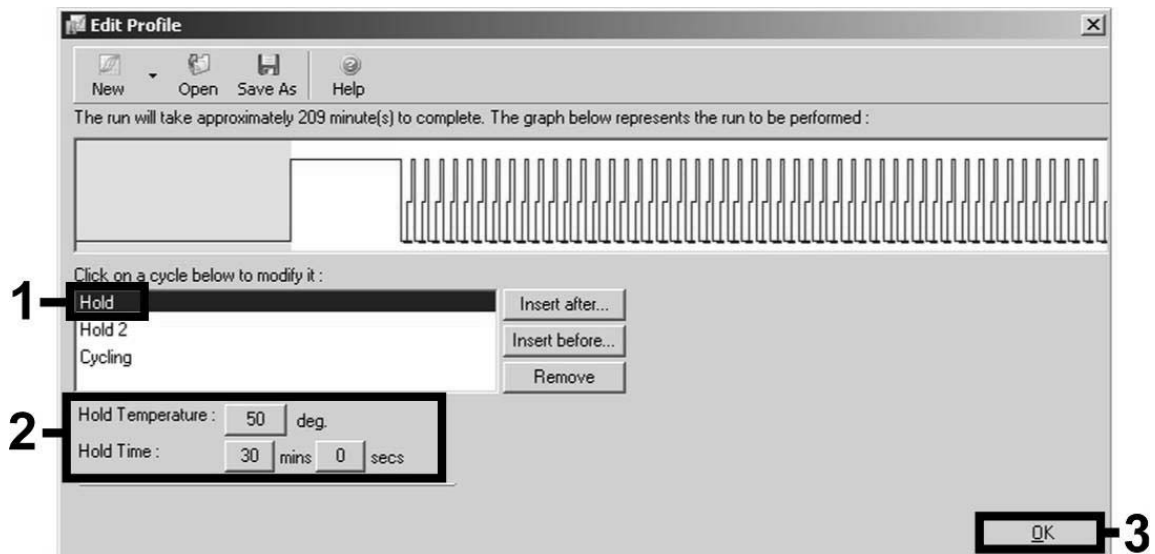 Edit Profile
New Open Save As Help
The run will take approximately 209 minute(s) to complete. The graph below represents the run to be performed :
Click on a cycle below to modify it :
1 Hold Insert after...
Hold 2 Insert before...
Cycling
Remove
2
Hold Temperature : 50 deg.
Hold Time : 30 mins 0 secs
OK 3